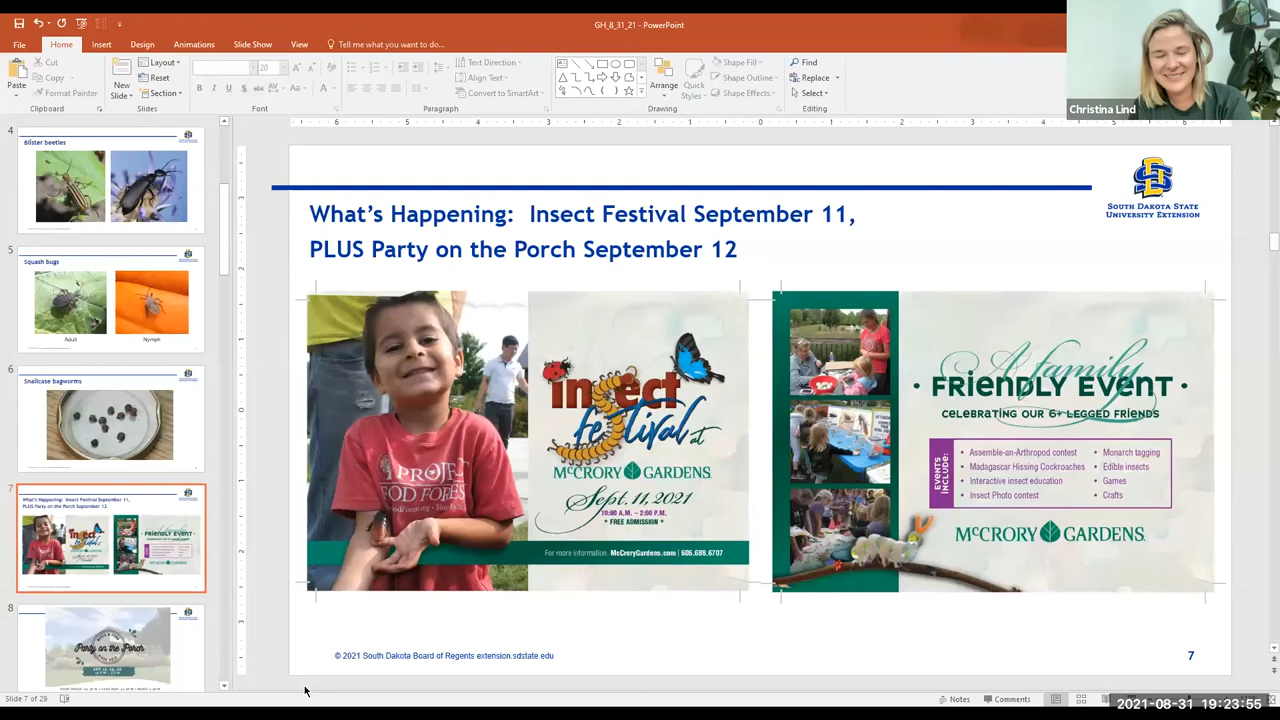 GH_8_31_21 - PowerPoint
File Home Insert Design Animations Slide Show View Tell me what you want to do...
Paste
Cut
Copy
Format Painter
Clipboard
New Slide
Layout
Reset
Section
Slides
20
Font
Text Direction
Align Text
Convert to SmartArt
Paragraph
Arrange
Quick Styles
Shape Fill
Shape Outline
Shape Effects
Drawing
Find
Replace
Select
Editing
Christina Lind
4
Blister beetles
5
Squash bugs
Adult Nymph
6
Snailcase bagworms
7
What's Happening: Insect Festival September 11,
PLUS Party on the Porch September 12
8
Party on the Porch
SOUTH DAKOTA STATE
UNIVERSITY EXTENSION
What's Happening: Insect Festival September 11,
PLUS Party on the Porch September 12
PROJECT
FOOD FOREST
insect
festival at
McCRORY GARDENS
Sept. 11, 2021
10:00 A.M. – 2:00 P.M.
* FREE ADMISSION *
For more information: McCroryGardens.com | 605.688.6707
A family
• FRIENDLY EVENT •
CELEBRATING OUR 6+ LEGGED FRIENDS
EVENTS INCLUDE:
• Assemble-an-Arthropod contest
• Madagascar Hissing Cockroaches
• Interactive insect education
• Insect Photo contest
• Monarch tagging
• Edible insects
• Games
• Crafts
McCRORY GARDENS
© 2021 South Dakota Board of Regents extension.sdstate.edu
7
Slide 7 of 29
Notes Comments
2021-08-31 19:23:55